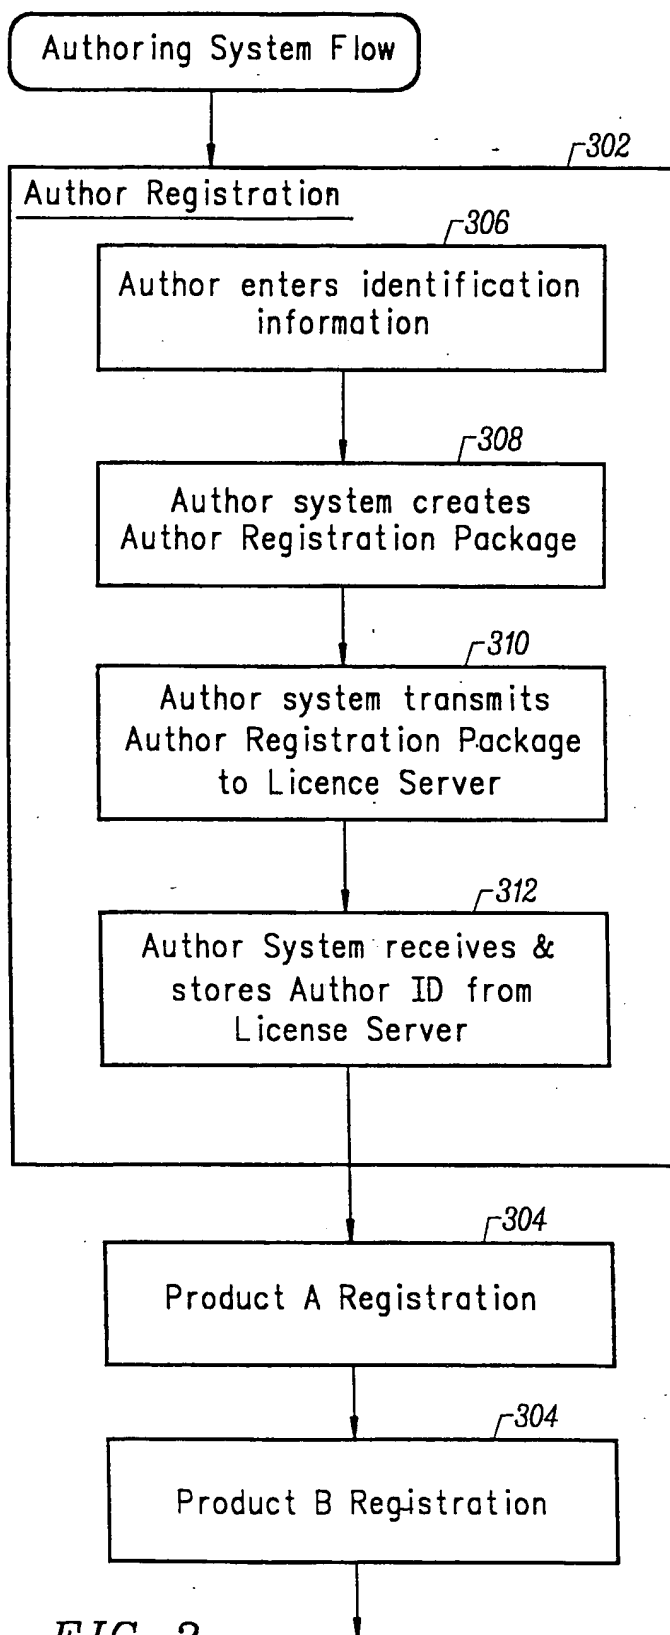 Authoring System Flow
302
Author Registration
306
Author enters identification
information
308
Author system creates
Author Registration Package
310
Author system transmits
Author Registration Package
to Licence Server
312
Author System receives &
stores Author ID from
License Server
304
Product A Registration
304
Product B Registration
FIG.